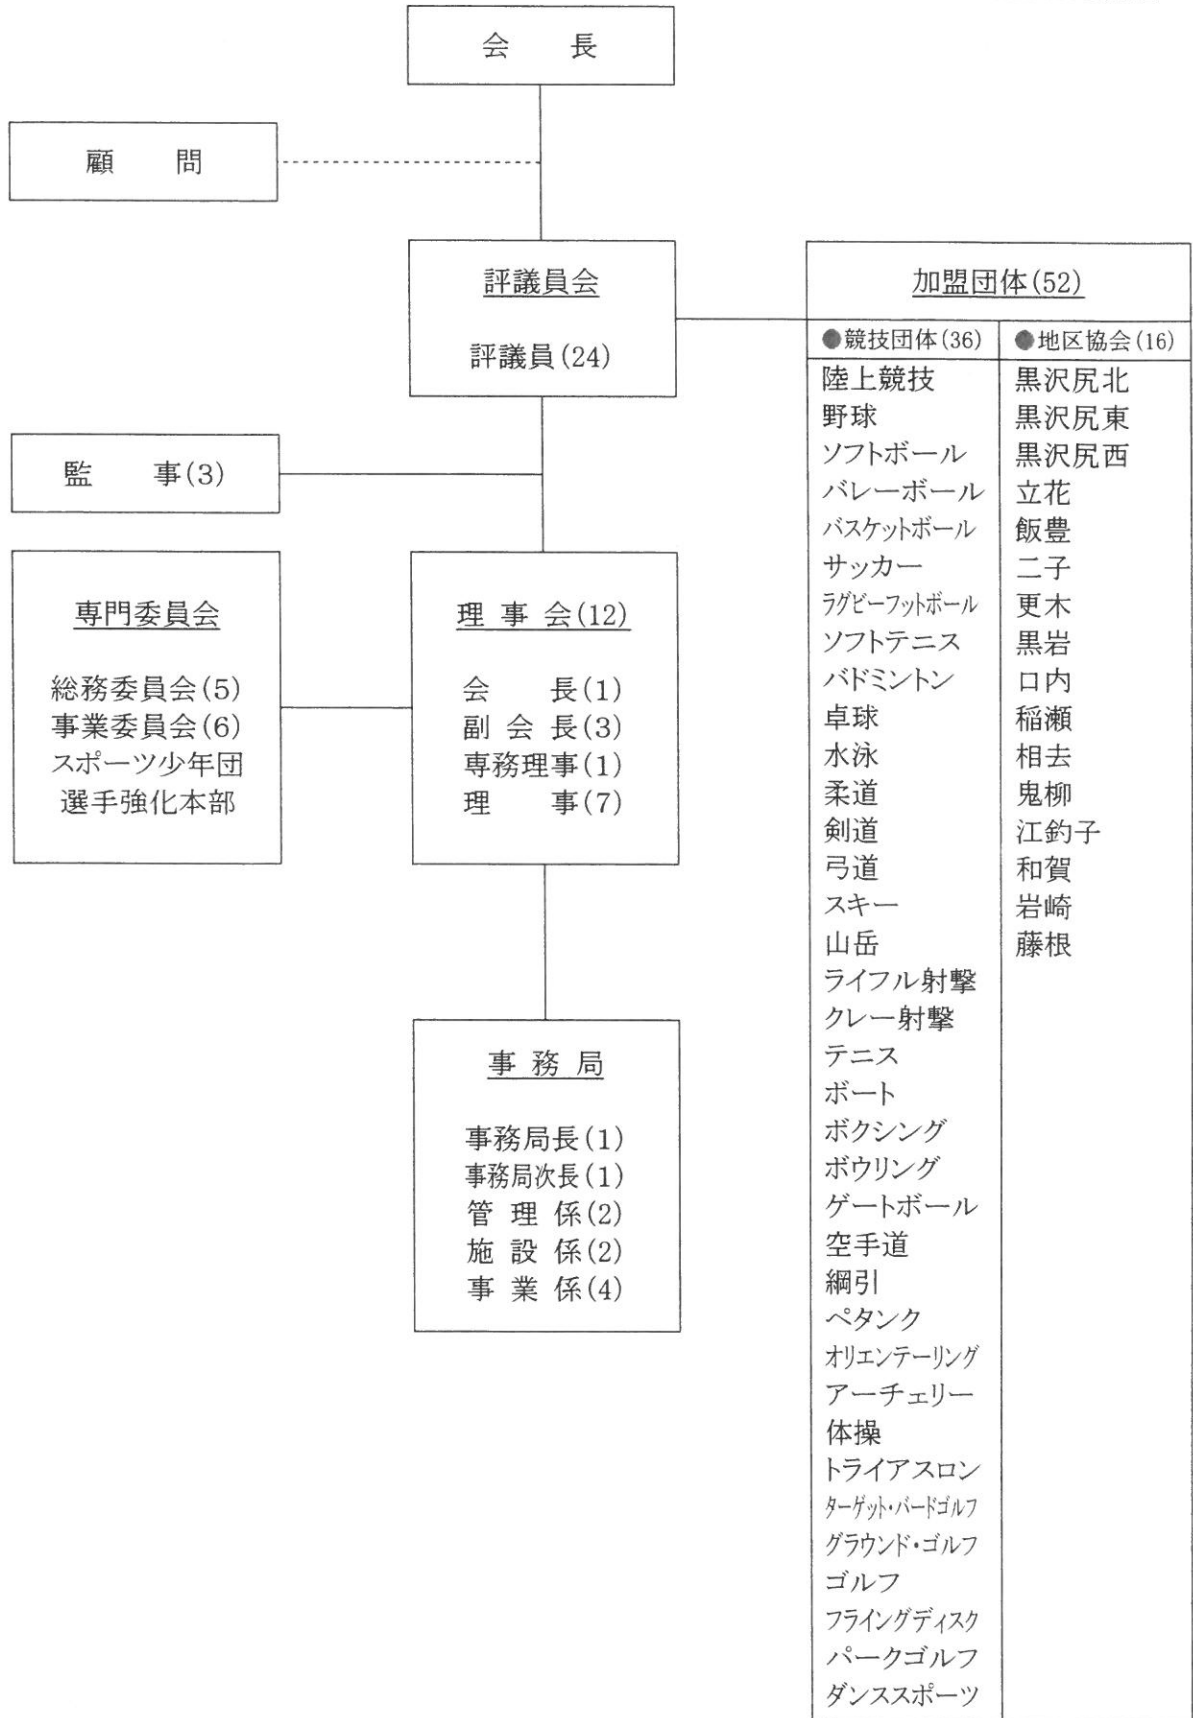 会 長
顧 問
評議員会
評議員(24)
監 事(3)
専門委員会
総務委員会(5)
事業委員会(6)
スポーツ少年団
選手強化本部
理 事 会(12)
会 長(1)
副 会 長(3)
専務理事(1)
理 事(7)
事 務 局
事務局長(1)
事務局次長(1)
管 理 係(2)
施 設 係(2)
事 業 係(4)
加盟団体(52)
●競技団体(36)
陸上競技
野球
ソフトボール
バレーボール
バスケットボール
サッカー
ラグビーフットボール
ソフトテニス
バドミントン
卓球
水泳
柔道
剣道
弓道
スキー
山岳
ライフル射撃
クレー射撃
テニス
ボート
ボクシング
ボウリング
ゲートボール
空手道
綱引
ペタンク
オリエンテーリング
アーチェリー
体操
トライアスロン
ターゲット・バードゴルフ
グラウンド・ゴルフ
ゴルフ
フライングディスク
パークゴルフ
ダンススポーツ
●地区協会(16)
黒沢尻北
黒沢尻東
黒沢尻西
立花
飯豊
二子
更木
黒岩
口内
稲瀬
相去
鬼柳
江釣子
和賀
岩崎
藤根